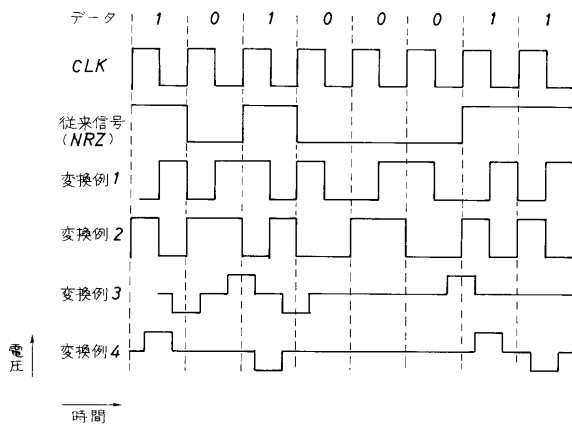 データ 1 0 1 0 0 0 1 1
CLK
従来信号
(NRZ)
変換例1
変換例2
変換例3
変換例4
電圧
時間